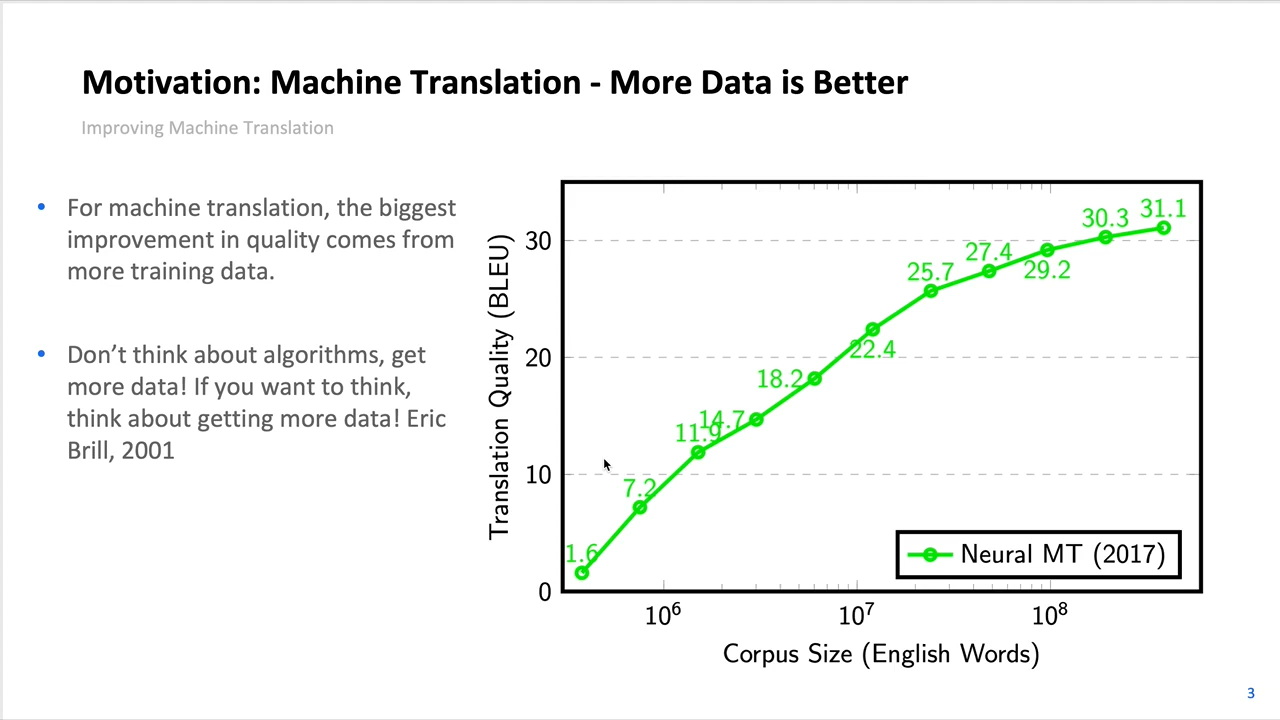 Motivation: Machine Translation - More Data is Better
Improving Machine Translation
• For machine translation, the biggest
improvement in quality comes from
more training data.
• Don’t think about algorithms, get
more data! If you want to think,
think about getting more data! Eric
Brill, 2001
Translation Quality (BLEU)
30
20
10
0
1.6
7.2
11.9
14.7
18.2
22.4
25.7
27.4
29.2
30.3
31.1
Neural MT (2017)
10⁶ 10⁷ 10⁸
Corpus Size (English Words)
3